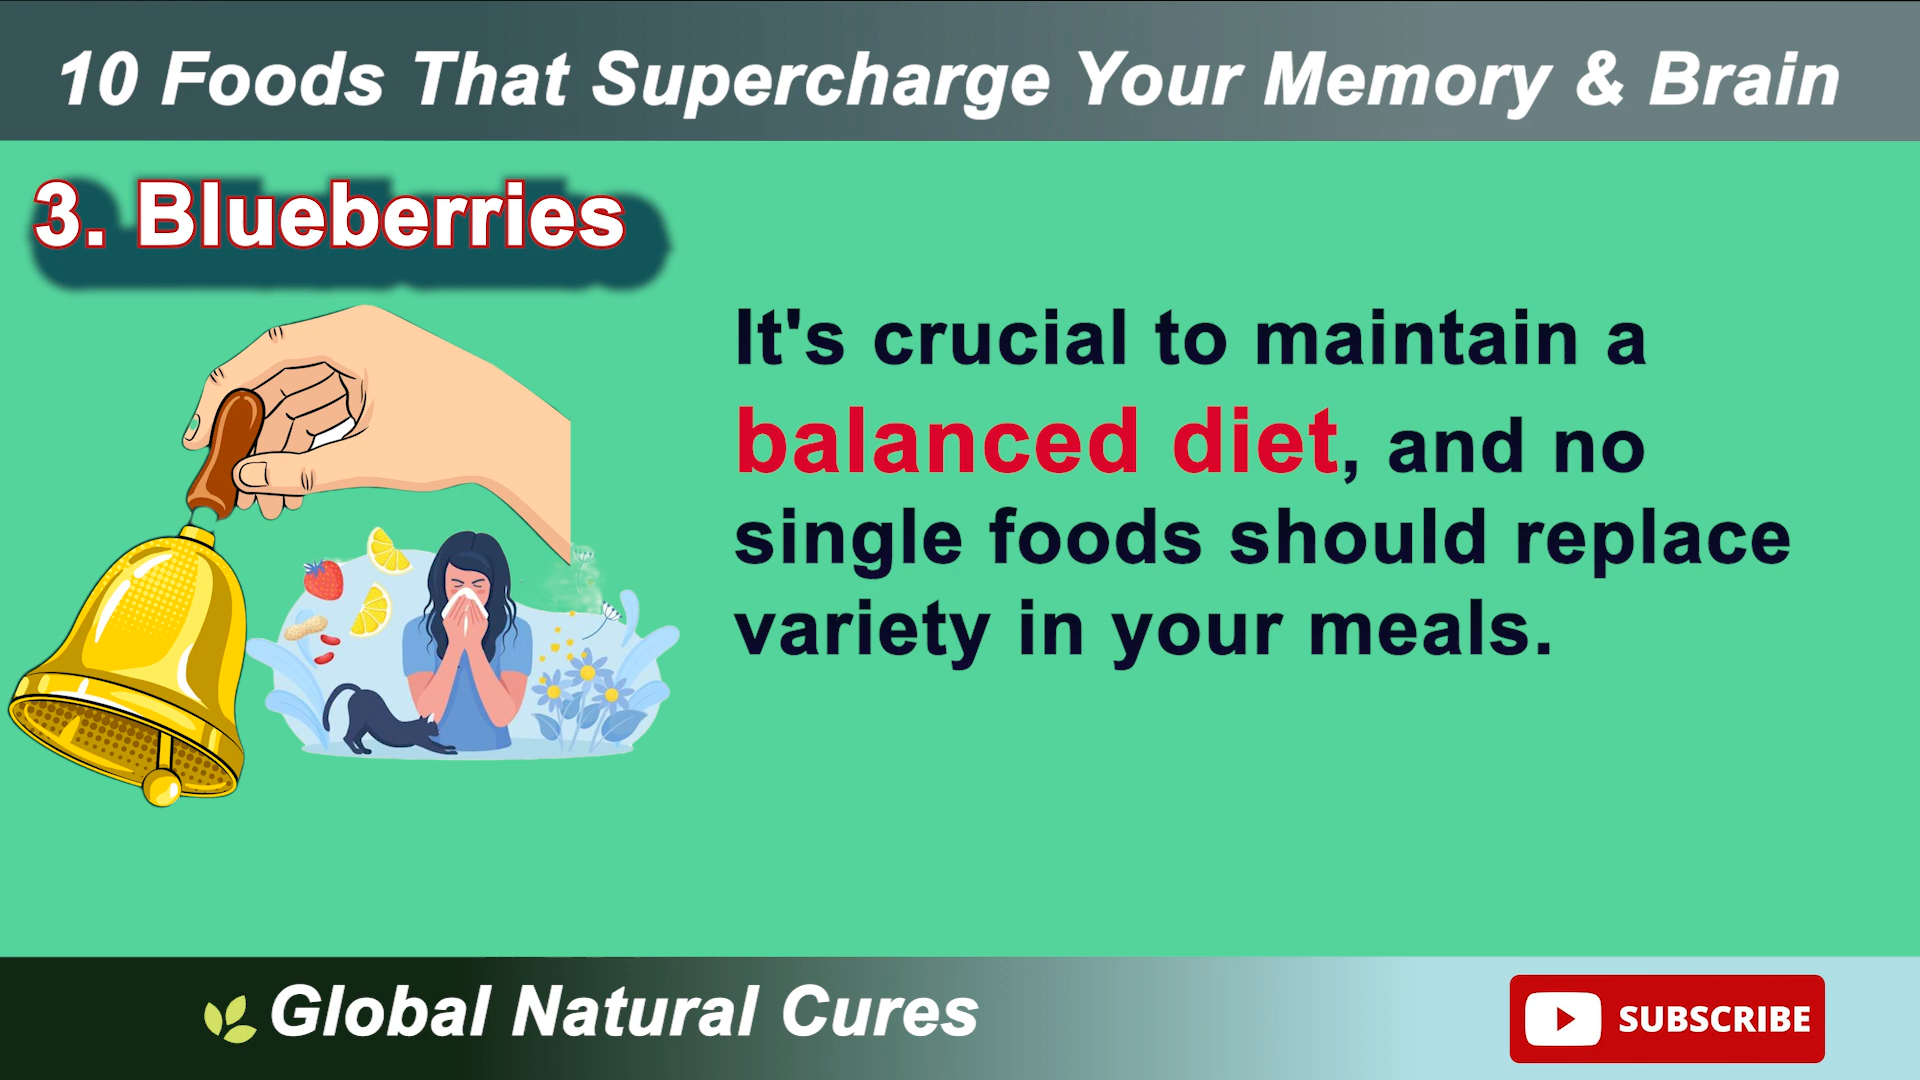 10 Foods That Supercharge Your Memory & Brain
3. Blueberries
It's crucial to maintain a
balanced diet, and no
single foods should replace
variety in your meals.
Global Natural Cures
SUBSCRIBE